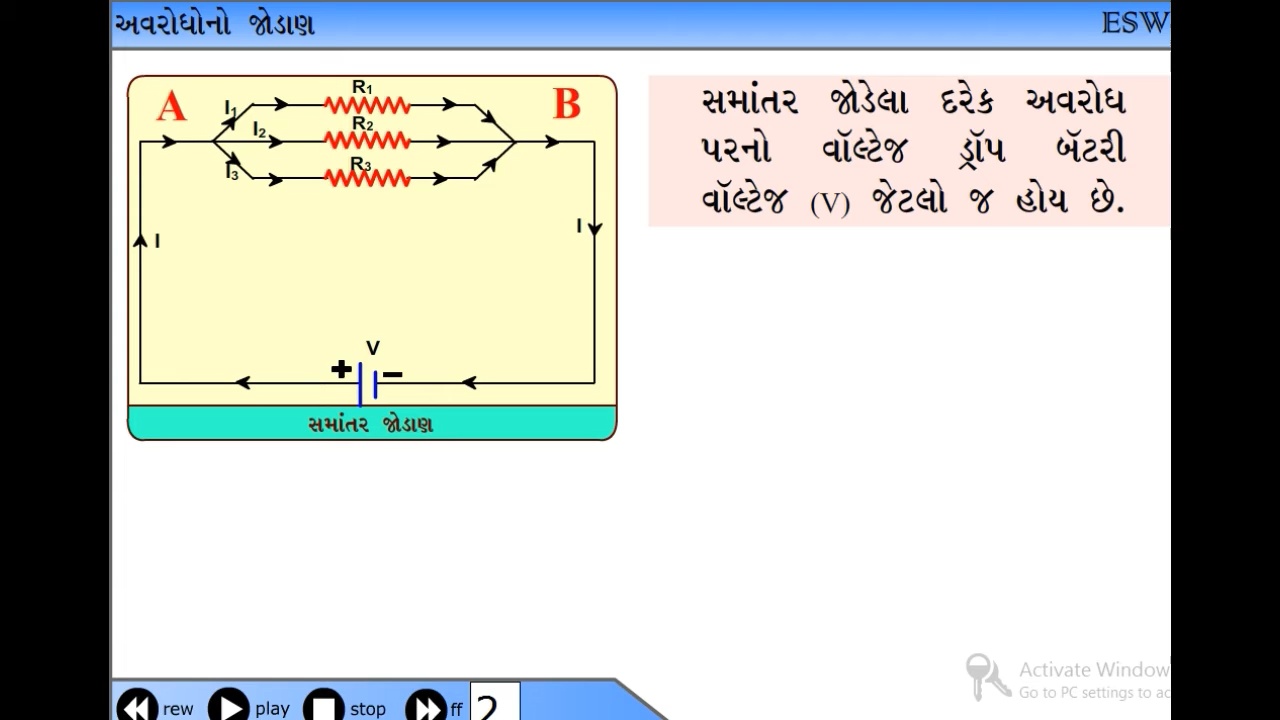 અવરોધોનો જોડાણ
ESW
A
B
R₁
I₁
R₂
I₂
R₃
I₃
I
I
V
+ −
સમાંતર જોડાણ
સમાંતર જોડેલા દરેક અવરોધ
પરનો વૉલ્ટેજ ડ્રૉપ બૅટરી
વૉલ્ટેજ (V) જેટલો જ હોય છે.
Activate Window
Go to PC settings to ac
rew play stop ff 2